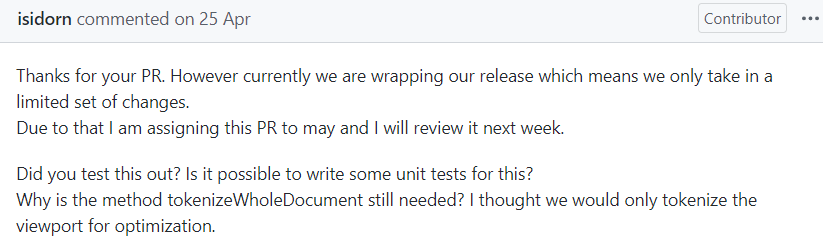 isidorn commented on 25 Apr
Contributor
Thanks for your PR. However currently we are wrapping our release which means we only take in a
limited set of changes.
Due to that I am assigning this PR to may and I will review it next week.
Did you test this out? Is it possible to write some unit tests for this?
Why is the method tokenizeWholeDocument still needed? I thought we would only tokenize the
viewport for optimization.